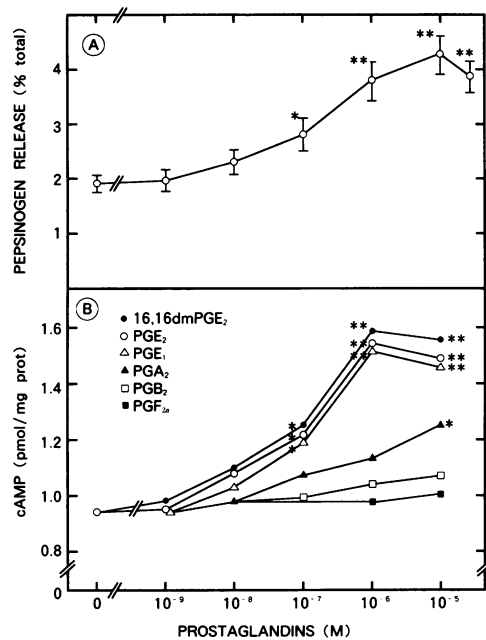 A
PEPSINOGEN RELEASE (% total)
4
3
2
1
*
**
**
**
B
cAMP (pmol/mg prot)
1.6
1.4
1.2
1.0
0.8
0
16,16dmPGE₂
PGE₂
PGE₁
PGA₂
PGB₂
PGF₂α
**
**
**
**
**
**
*
*
*
*
0 10⁻⁹ 10⁻⁸ 10⁻⁷ 10⁻⁶ 10⁻⁵
PROSTAGLANDINS (M)